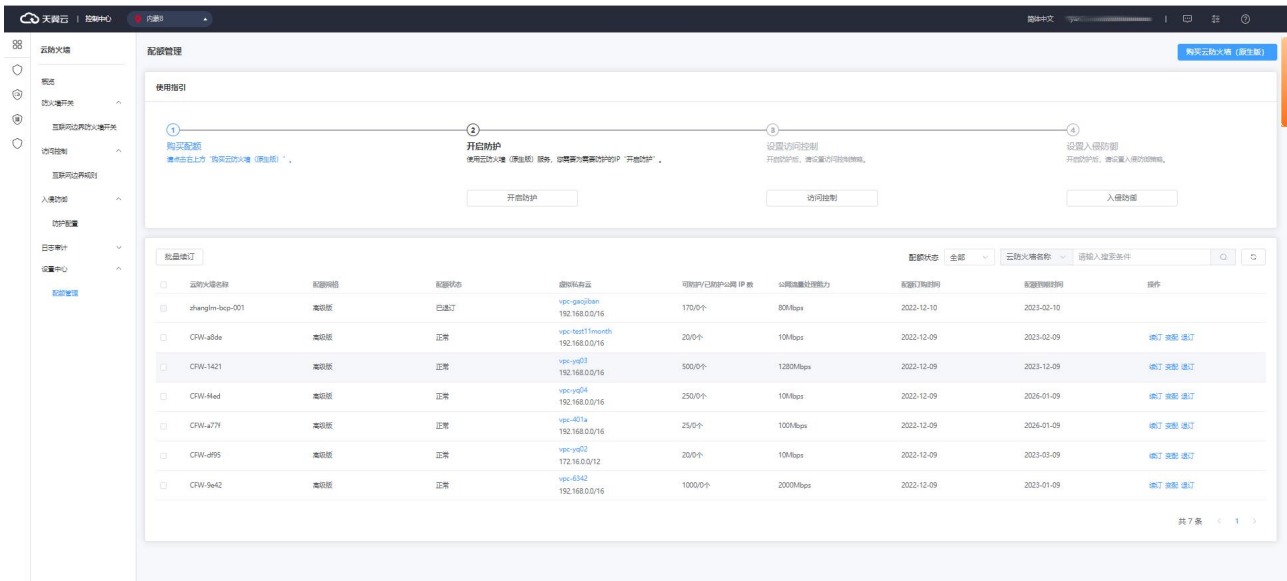 天翼云 | 控制中心 内蒙8
简体中文
云防火墙
概览
防火墙开关
互联网边界防火墙开关
访问控制
互联网边界规则
入侵防御
防护配置
日志审计
设置中心
配额管理
配额管理
购买云防火墙（原生版）
使用指引
1 2 3 4
购买配额 开启防护 设置访问控制 设置入侵防御
请点击右上方“购买云防火墙（原生版）”。 使用云防火墙（原生版）服务，您需要为需要防护的IP“开启防护”。 开启防护后，请设置访问控制策略。 开启防护后，请设置入侵防御策略。
开启防护 访问控制 入侵防御
批量续订 配额状态 全部 云防火墙名称 请输入搜索条件
云防火墙名称 配额规格 配额状态 虚拟私有云 可防护/已防护公网 IP 数 公网流量处理能力 配额订购时间 配额到期时间 操作
zhanglm-bcp-001 高级版 已退订 vpc-gaojiban 170/0个 80Mbps 2022-12-10 2023-02-10
192.168.0.0/16
CFW-a8de 高级版 正常 vpc-test11month 20/0个 10Mbps 2022-12-09 2023-02-09 续订 变配 退订
192.168.0.0/16
CFW-1421 高级版 正常 vpc-yq03 500/0个 1280Mbps 2022-12-09 2023-12-09 续订 变配 退订
192.168.0.0/16
CFW-f4ed 高级版 正常 vpc-yq04 250/0个 10Mbps 2022-12-09 2026-01-09 续订 变配 退订
192.168.0.0/16
CFW-a77f 高级版 正常 vpc-401a 25/0个 100Mbps 2022-12-09 2026-01-09 续订 变配 退订
192.168.0.0/16
CFW-df95 高级版 正常 vpc-yq02 20/0个 10Mbps 2022-12-09 2023-03-09 续订 变配 退订
172.16.0.0/12
CFW-9e42 高级版 正常 vpc-6342 1000/0个 2000Mbps 2022-12-09 2023-01-09 续订 变配 退订
192.168.0.0/16
共 7 条 < 1 >